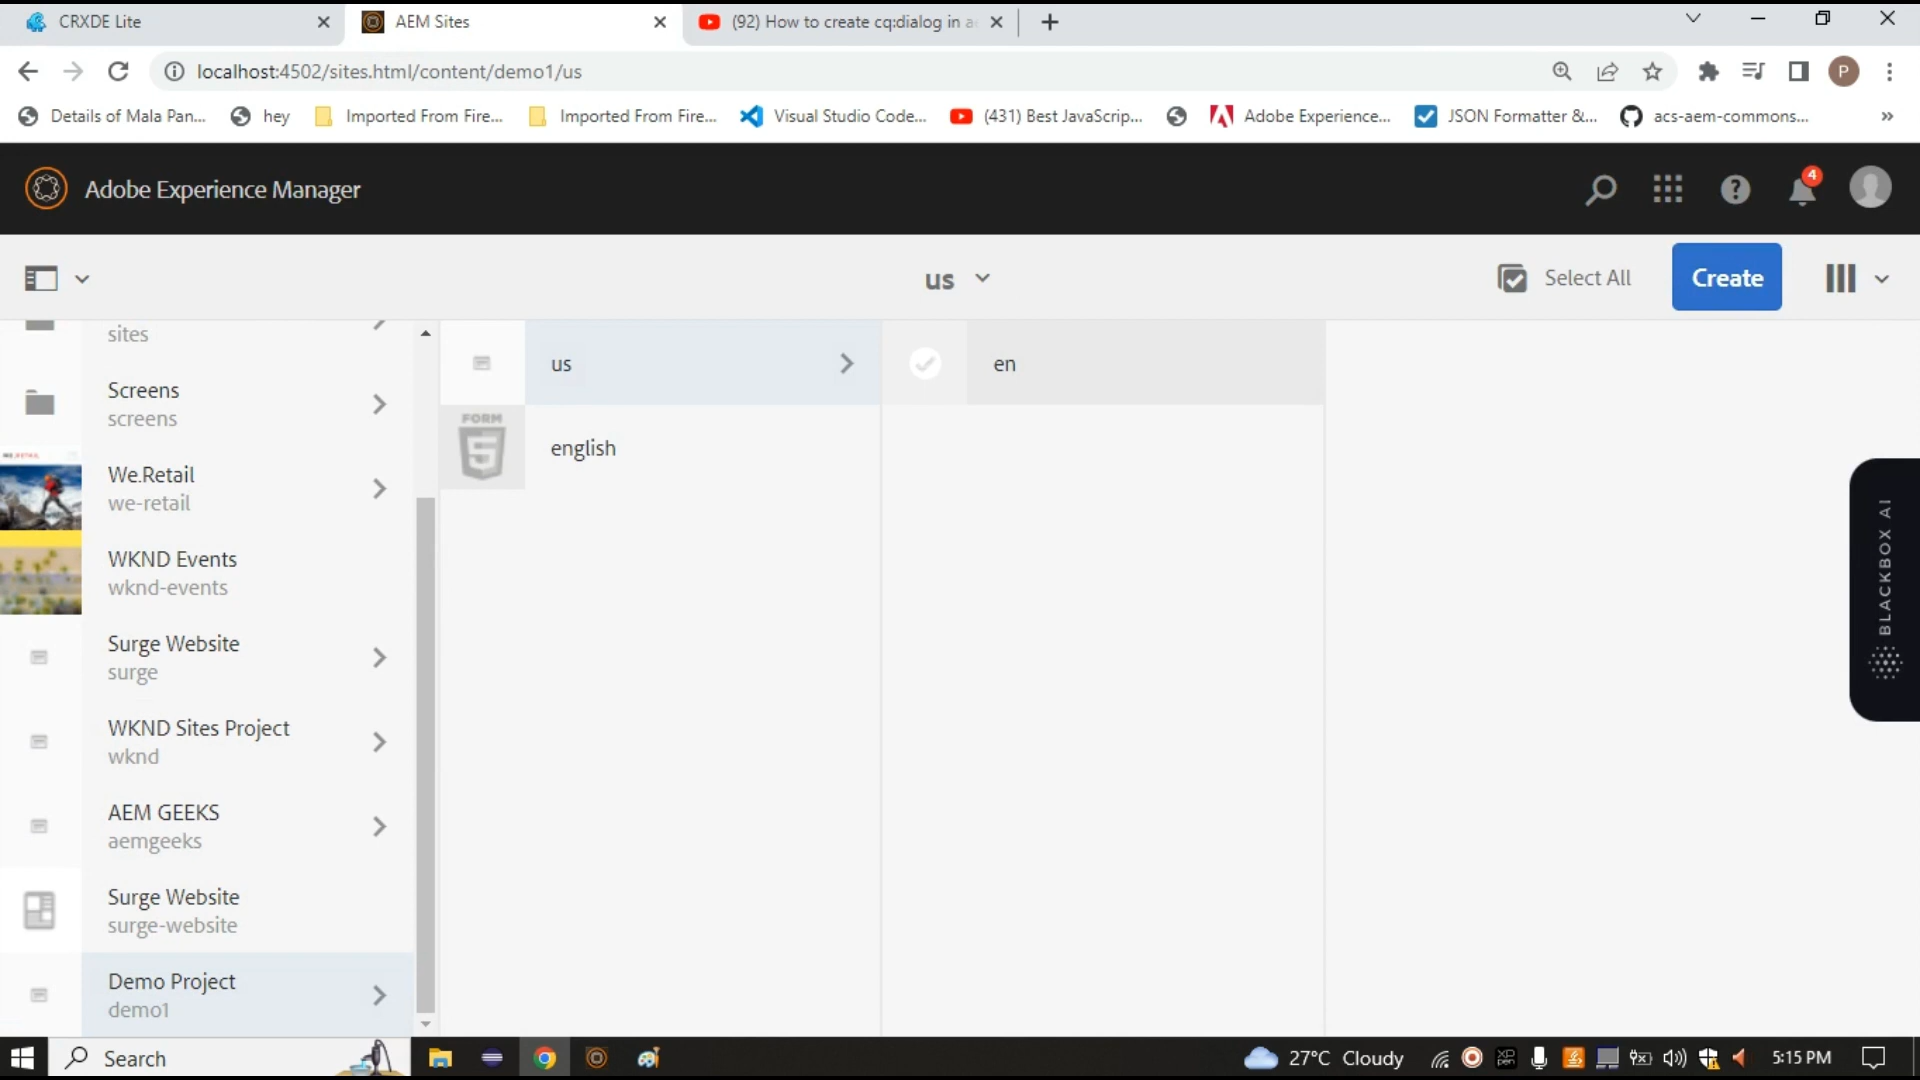 CRXDE Lite
AEM Sites
(92) How to create cq:dialog in a
localhost:4502/sites.html/content/demo1/us
P
Details of Mala Pan...
hey
Imported From Fire...
Imported From Fire...
Visual Studio Code...
(431) Best JavaScrip...
Adobe Experience...
JSON Formatter &...
acs-aem-commons...
»
Adobe Experience Manager
4
us
Select All
Create
sites
Screens
screens
We.Retail
we-retail
WKND Events
wknd-events
Surge Website
surge
WKND Sites Project
wknd
AEM GEEKS
aemgeeks
Surge Website
surge-website
Demo Project
demo1
us
FORM
5
english
en
BLACKBOX AI
Search
27°C Cloudy
5:15 PM